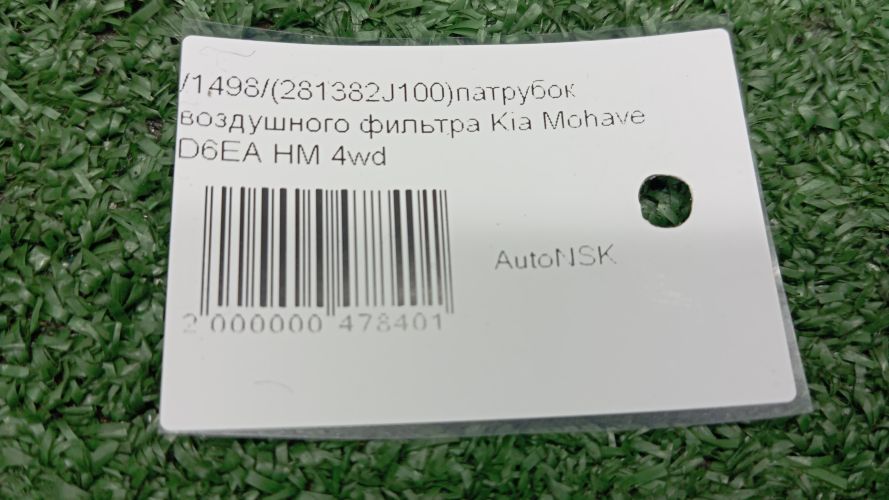 /1498/(281382J100)патрубок
воздушного фильтра Kia Mohave
D6EA HM 4wd
AutoNSK
2 000000 478401